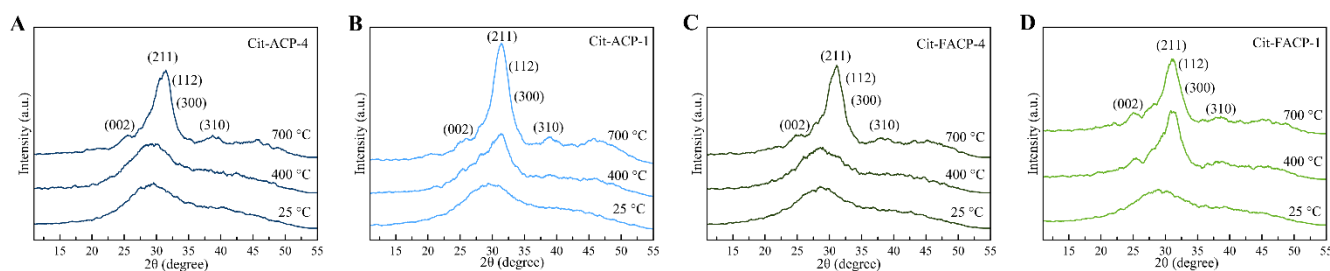 A
Cit-ACP-4
(211)
(112)
(300)
(002)
(310)
700 °C
400 °C
25 °C
Intensity (a.u.)
15 20 25 30 35 40 45 50 55
2θ (degree)
B
Cit-ACP-1
(211)
(112)
(300)
(002)
(310)
700 °C
400 °C
25 °C
Intensity (a.u.)
15 20 25 30 35 40 45 50 55
2θ (degree)
C
Cit-FACP-4
(211)
(112)
(300)
(002)
(310)
700 °C
400 °C
25 °C
Intensity (a.u.)
15 20 25 30 35 40 45 50 55
2θ (degree)
D
Cit-FACP-1
(211)
(112)
(300)
(002)
(310)
700 °C
400 °C
25 °C
Intensity (a.u.)
15 20 25 30 35 40 45 50 55
2θ (degree)